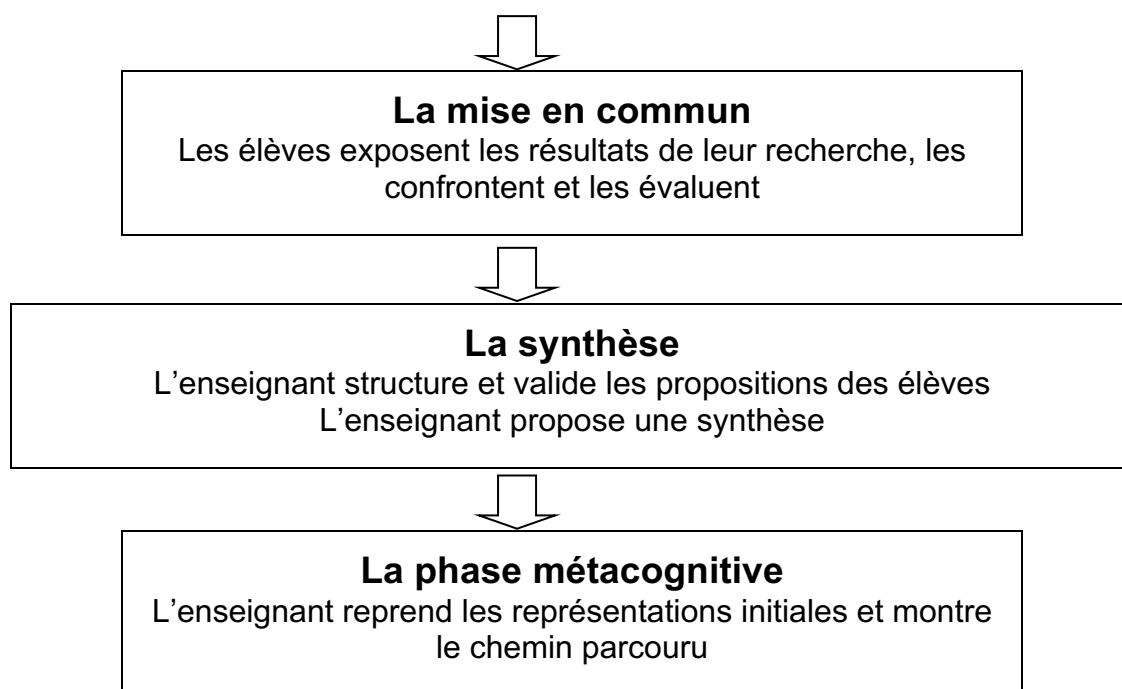 La mise en commun
Les élèves exposent les résultats de leur recherche, les
confrontent et les évaluent
La synthèse
L’enseignant structure et valide les propositions des élèves
L’enseignant propose une synthèse
La phase métacognitive
L’enseignant reprend les représentations initiales et montre
le chemin parcouru